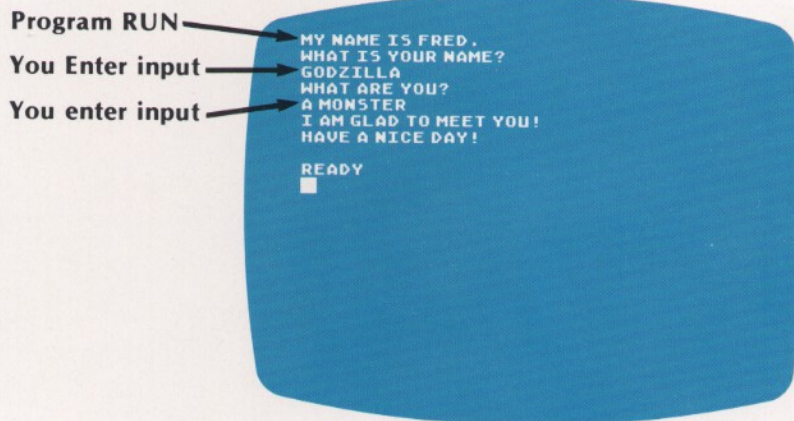 Program RUN
You Enter input
You enter input
MY NAME IS FRED.
WHAT IS YOUR NAME?
GODZILLA
WHAT ARE YOU?
A MONSTER
I AM GLAD TO MEET YOU!
HAVE A NICE DAY!
READY